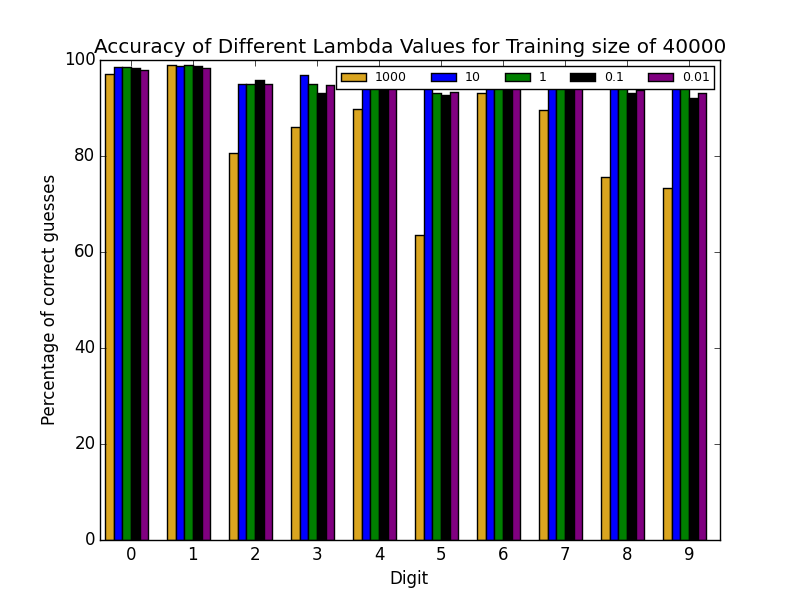 Accuracy of Different Lambda Values for Training size of 40000
1000 10 1 0.1 0.01
100
80
60
40
20
0
Percentage of correct guesses
0 1 2 3 4 5 6 7 8 9
Digit